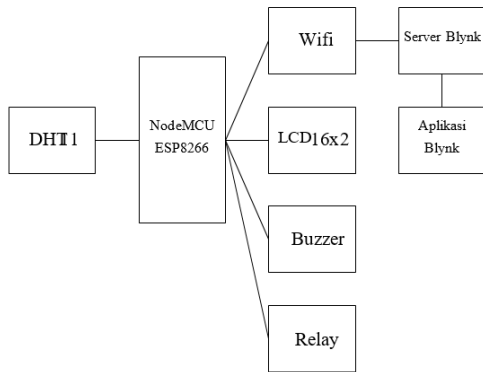 Wifi
Server Blynk
DHT11
NodeMCU
ESP8266
LCD16x2
Aplikasi
Blynk
Buzzer
Relay